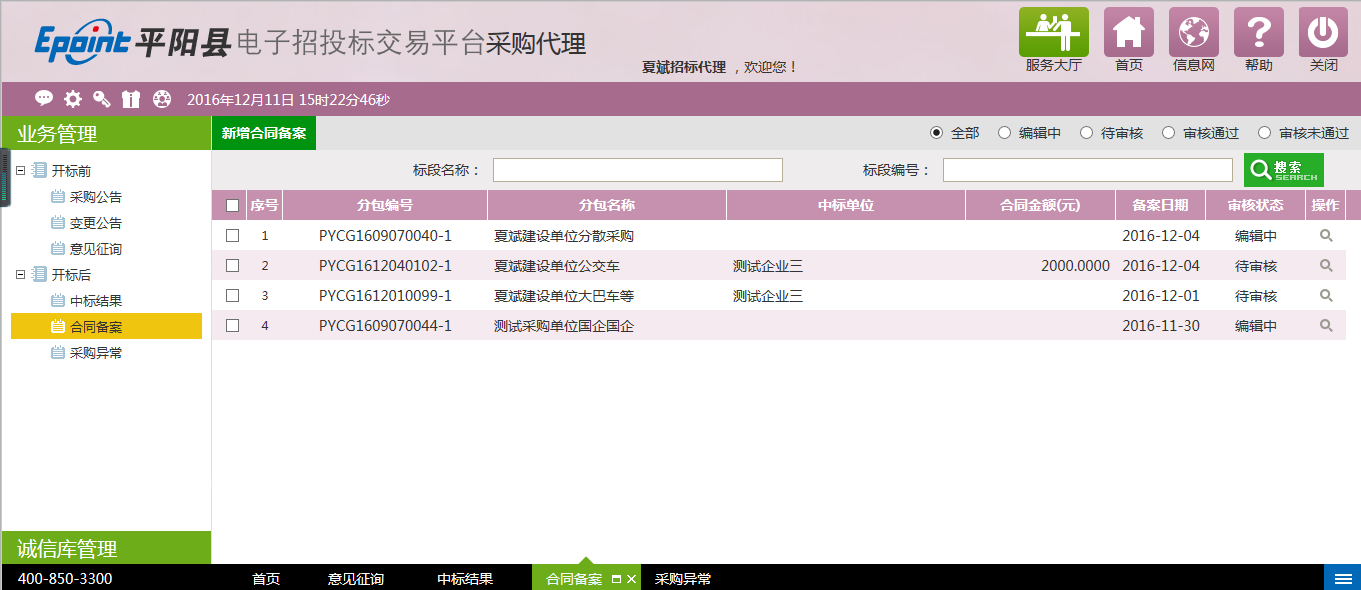 Epoint 平阳县电子招投标交易平台采购代理
夏斌招标代理 ，欢迎您！
服务大厅 首页 信息网 帮助 关闭
2016年12月11日 15时22分46秒
业务管理
开标前
采购公告
变更公告
意见征询
开标后
中标结果
合同备案
采购异常
诚信库管理
新增合同备案
全部 编辑中 待审核 审核通过 审核未通过
标段名称： 标段编号： 搜索 SEARCH
序号 分包编号 分包名称 中标单位 合同金额(元) 备案日期 审核状态 操作
1 PYCG1609070040-1 夏斌建设单位分散采购 2016-12-04 编辑中
2 PYCG1612040102-1 夏斌建设单位公交车 测试企业三 2000.0000 2016-12-04 待审核
3 PYCG1612010099-1 夏斌建设单位大巴车等 测试企业三 2016-12-01 待审核
4 PYCG1609070044-1 测试采购单位国企国企 2016-11-30 编辑中
400-850-3300 首页 意见征询 中标结果 合同备案 采购异常